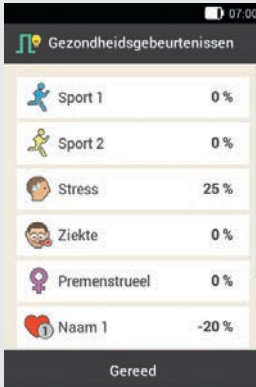 07:00
Gezondheidsgebeurtenissen
Sport 1 0 %
Sport 2 0 %
Stress 25 %
Ziekte 0 %
Premenstrueel 0 %
1 Naam 1 -20 %
Gereed